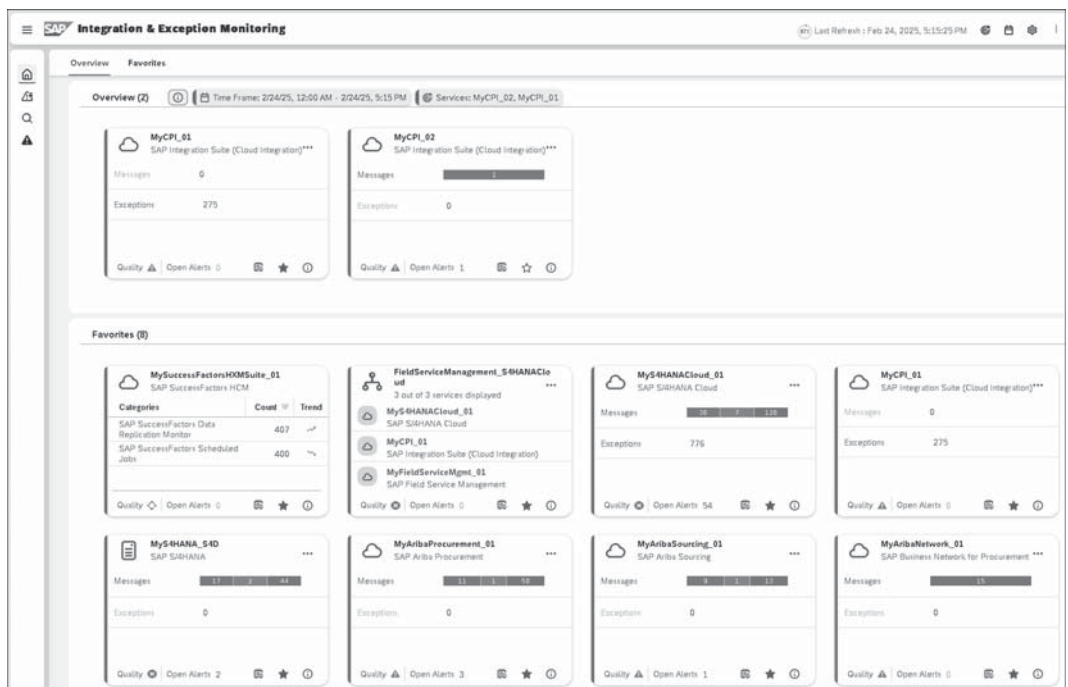 SAP Integration & Exception Monitoring
Last Refresh : Feb 24, 2025, 5:15:25 PM
Overview Favorites
Overview (2) Time Frame: 2/24/25, 12:00 AM - 2/24/25, 5:15 PM Services: MyCPI_02, MyCPI_01
MyCPI_01
SAP Integration Suite (Cloud Integration)•••
Messages 0
Exceptions 275
Quality Open Alerts 0
MyCPI_02
SAP Integration Suite (Cloud Integration)•••
Messages 1
Exceptions 0
Quality Open Alerts 1
Favorites (8)
MySuccessFactorsHXMSuite_01
SAP SuccessFactors HCM
Categories Count Trend
SAP SuccessFactors Data
Replication Monitor 407
SAP SuccessFactors Scheduled
Jobs 400
Quality Open Alerts 0
FieldServiceManagement_S4HANAClo
ud •••
3 out of 3 services displayed
MyS4HANACloud_01
SAP S/4HANA Cloud
MyCPI_01
SAP Integration Suite (Cloud Integration)
MyFieldServiceMgmt_01
SAP Field Service Management
Quality Open Alerts 0
MyS4HANACloud_01
SAP S/4HANA Cloud •••
Messages 7
Exceptions 776
Quality Open Alerts 54
MyCPI_01
SAP Integration Suite (Cloud Integration)•••
Messages 0
Exceptions 275
Quality Open Alerts 0
MyS4HANA_S4D
SAP S/4HANA •••
Messages 17 2 44
Exceptions 0
Quality Open Alerts 2
MyAribaProcurement_01
SAP Ariba Procurement •••
Messages 11 1 58
Exceptions 0
Quality Open Alerts 3
MyAribaSourcing_01
SAP Ariba Sourcing •••
Messages 9 1
Exceptions 0
Quality Open Alerts 1
MyAribaNetwork_01
SAP Business Network for Procurement •••
Messages 15
Exceptions 0
Quality Open Alerts 0